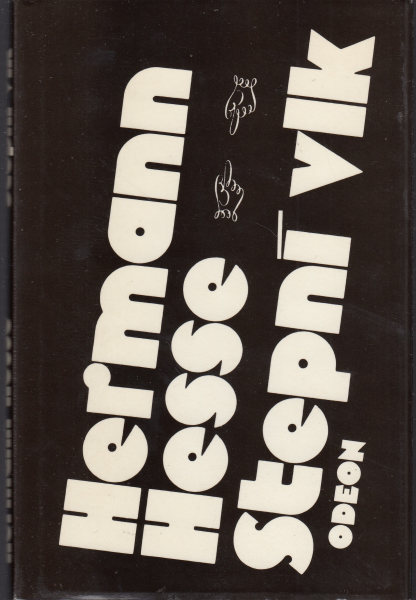 Hermann
Hesse
Stepní vlk
ODEON